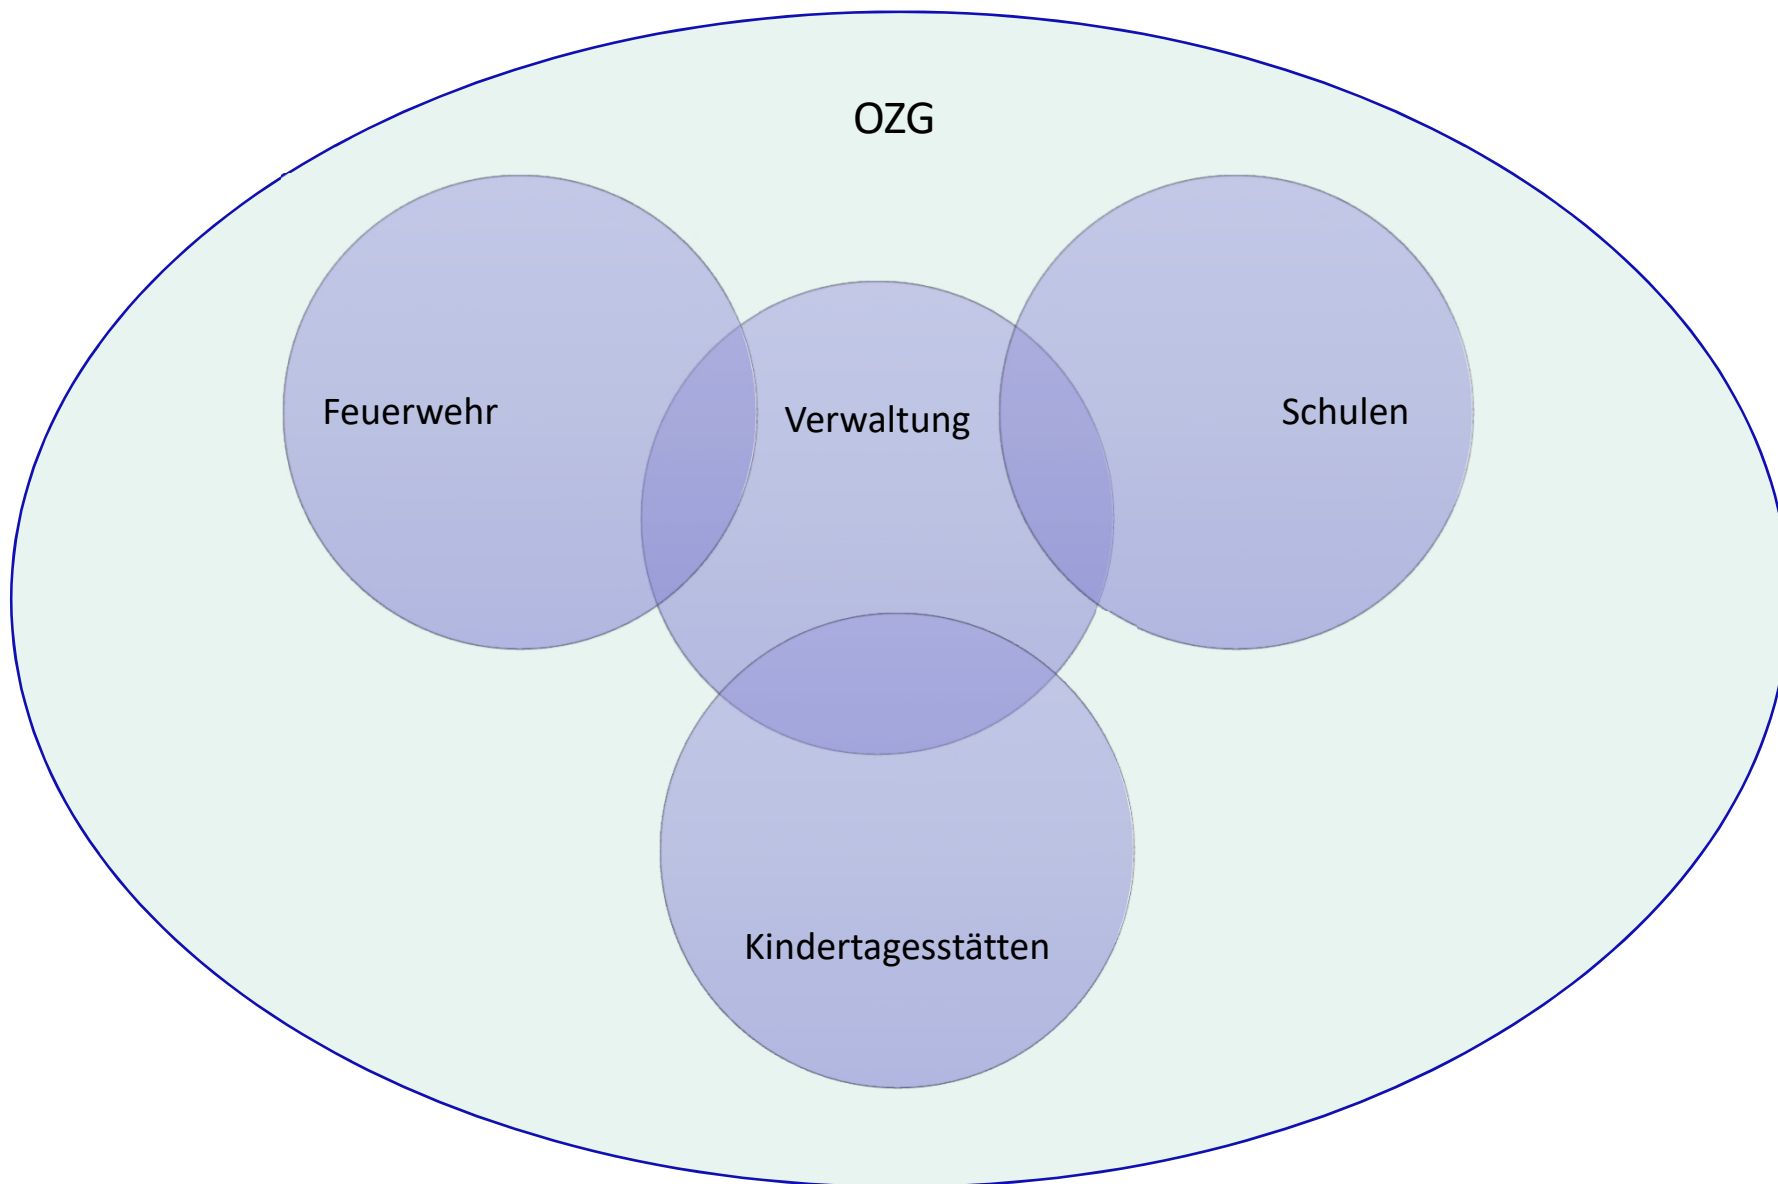 OZG
Feuerwehr
Verwaltung
Schulen
Kindertagesstätten